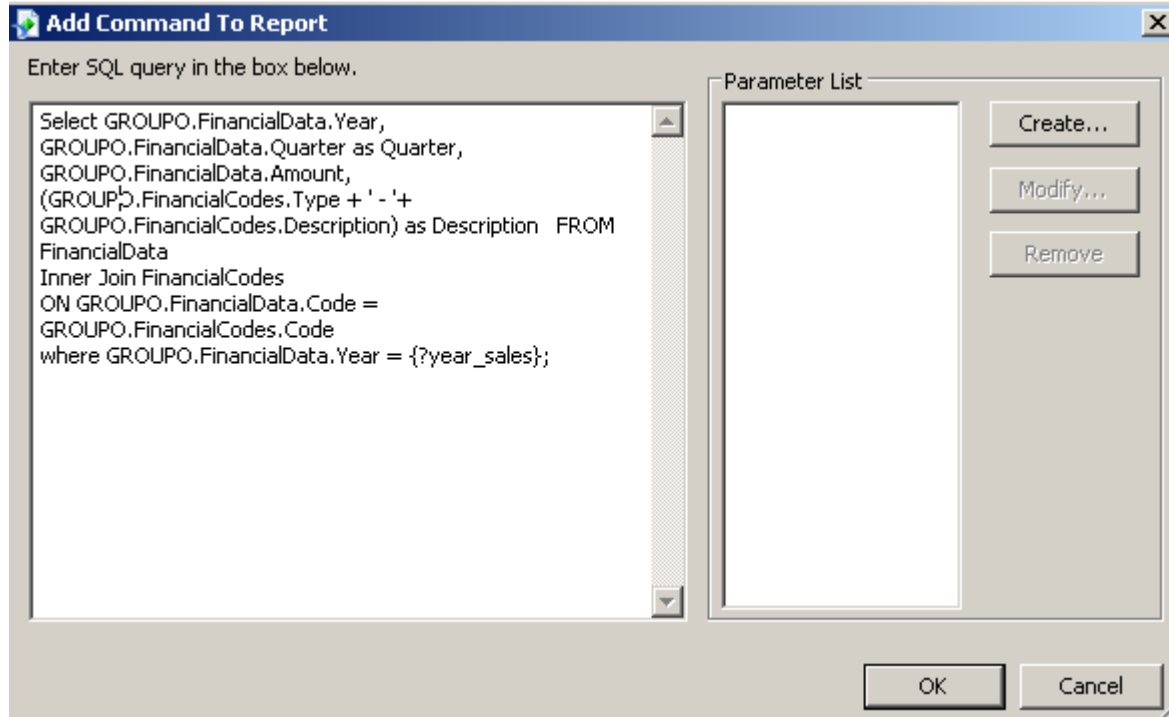 Add Command To Report
Enter SQL query in the box below.
Select GROUPO.FinancialData.Year,
GROUPO.FinancialData.Quarter as Quarter,
GROUPO.FinancialData.Amount,
(GROUPO.FinancialCodes.Type + ' - '+
GROUPO.FinancialCodes.Description) as Description   FROM
FinancialData
Inner Join FinancialCodes
ON GROUPO.FinancialData.Code =
GROUPO.FinancialCodes.Code
where GROUPO.FinancialData.Year = {?year_sales};
Parameter List
Create...
Modify...
Remove
OK
Cancel